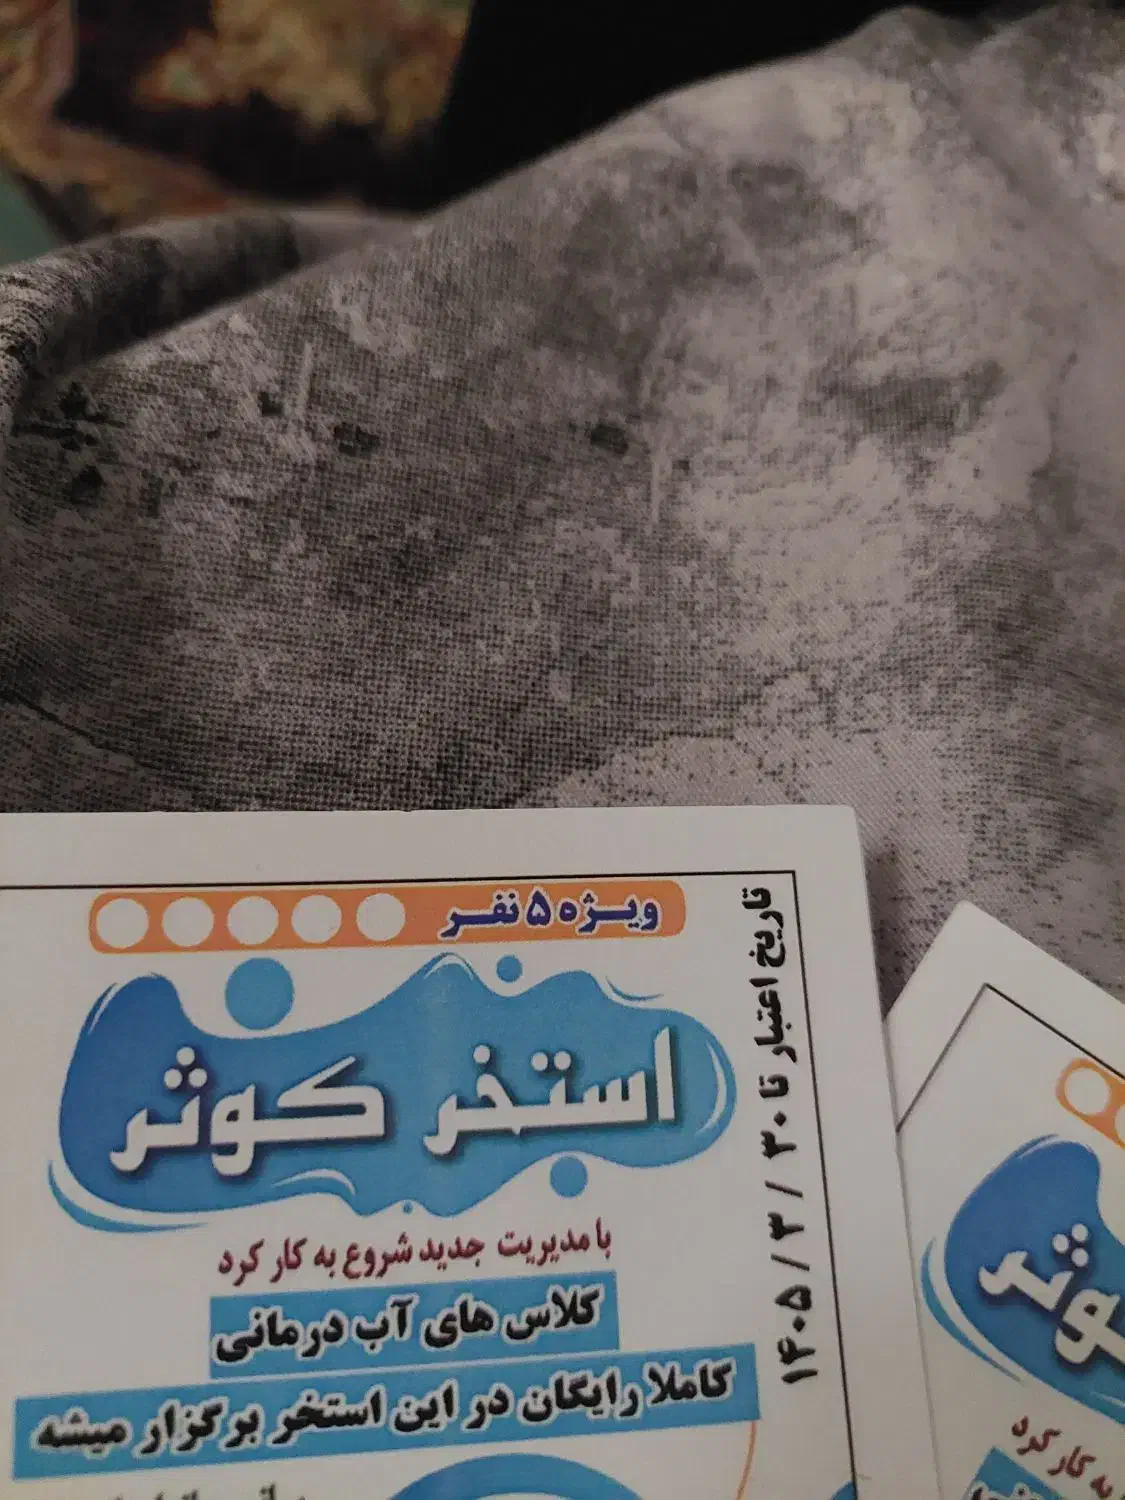 ویژه ۵ نفر
استخر کوثر
با مدیریت جدید شروع به کار کرد
کلاس های آب درمانی
کاملا رایگان در این استخر برگزار میشه
تاریخ اعتبار تا ۳۰ / ۳ / ۱۴۰۵
به کار کرد